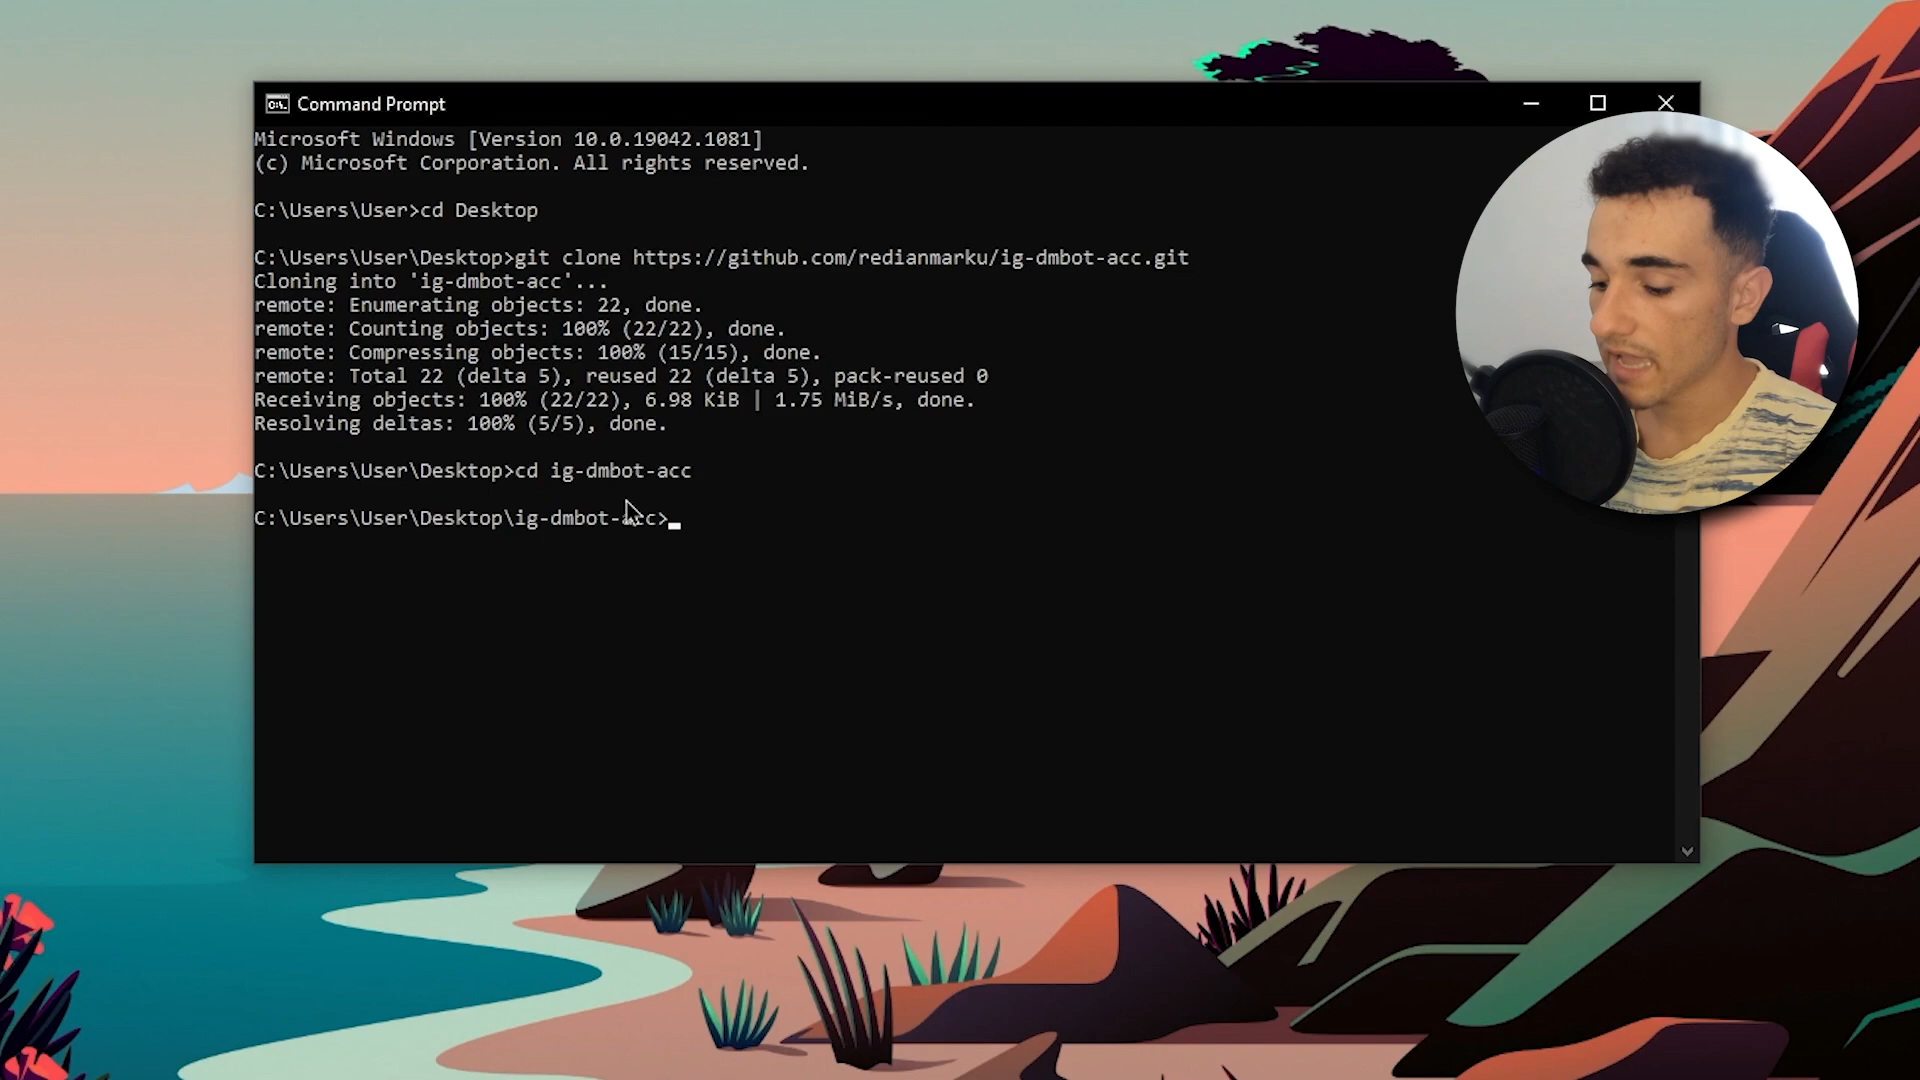 Command Prompt
Microsoft Windows [Version 10.0.19042.1081]
(c) Microsoft Corporation. All rights reserved.
C:\Users\User>cd Desktop
C:\Users\User\Desktop>git clone https://github.com/redianmarku/ig-dmbot-acc.git
Cloning into 'ig-dmbot-acc'...
remote: Enumerating objects: 22, done.
remote: Counting objects: 100% (22/22), done.
remote: Compressing objects: 100% (15/15), done.
remote: Total 22 (delta 5), reused 22 (delta 5), pack-reused 0
Receiving objects: 100% (22/22), 6.98 KiB | 1.75 MiB/s, done.
Resolving deltas: 100% (5/5), done.
C:\Users\User\Desktop>cd ig-dmbot-acc
C:\Users\User\Desktop\ig-dmbot-acc>